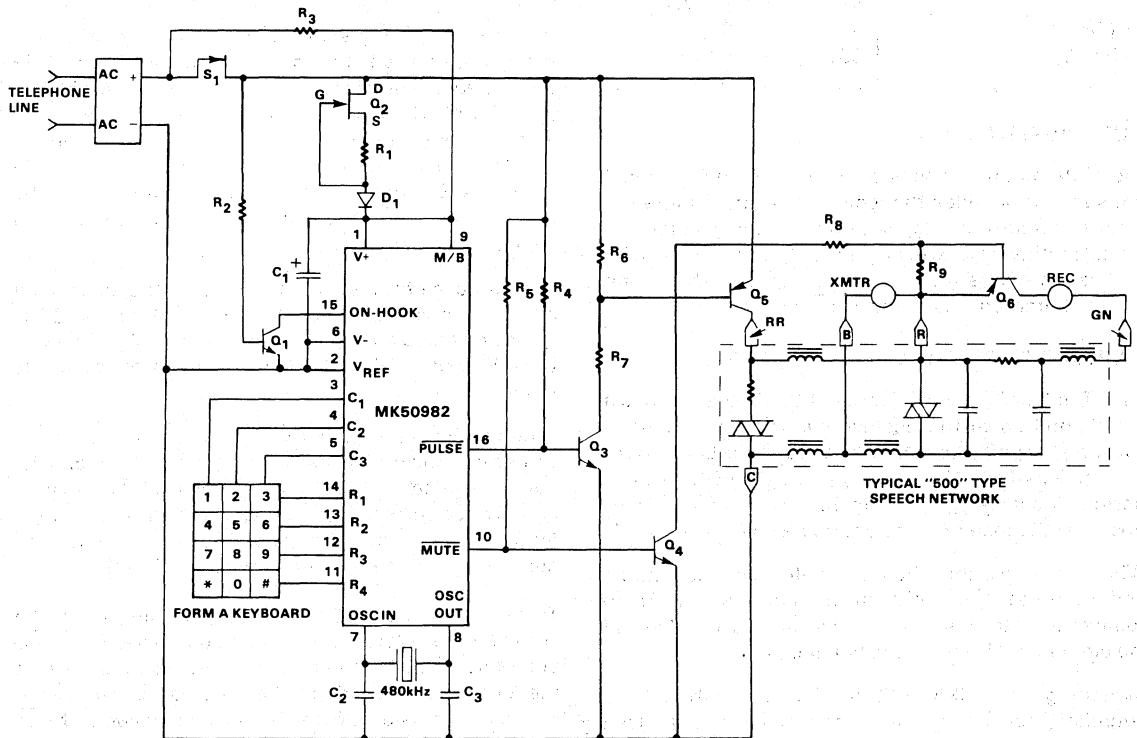 R3
AC +
S1
TELEPHONE
LINE
AC −
G
D
Q2
S
R1
D1
R2
C1
+
1
9
V+
M/B
15
ON-HOOK
Q1
6
V-
2
VREF
3
C1
MK50982
4
C2
5
C3
PULSE
16
14
R1
13
R2
12
R3
MUTE
10
11
R4
OSC IN
OSC
OUT
7
8
1 2 3
4 5 6
7 8 9
* 0 #
FORM A KEYBOARD
C2
480kHz
C3
R5
R4
R6
R7
Q3
Q4
Q5
RR
R8
R9
XMTR
Q6
REC
GN
B
R
C
TYPICAL "500" TYPE
SPEECH NETWORK